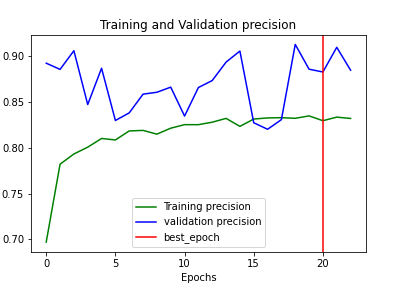 Training and Validation precision
0.90
0.85
0.80
0.75
0.70
Training precision
validation precision
best_epoch
0 5 10 15 20
Epochs